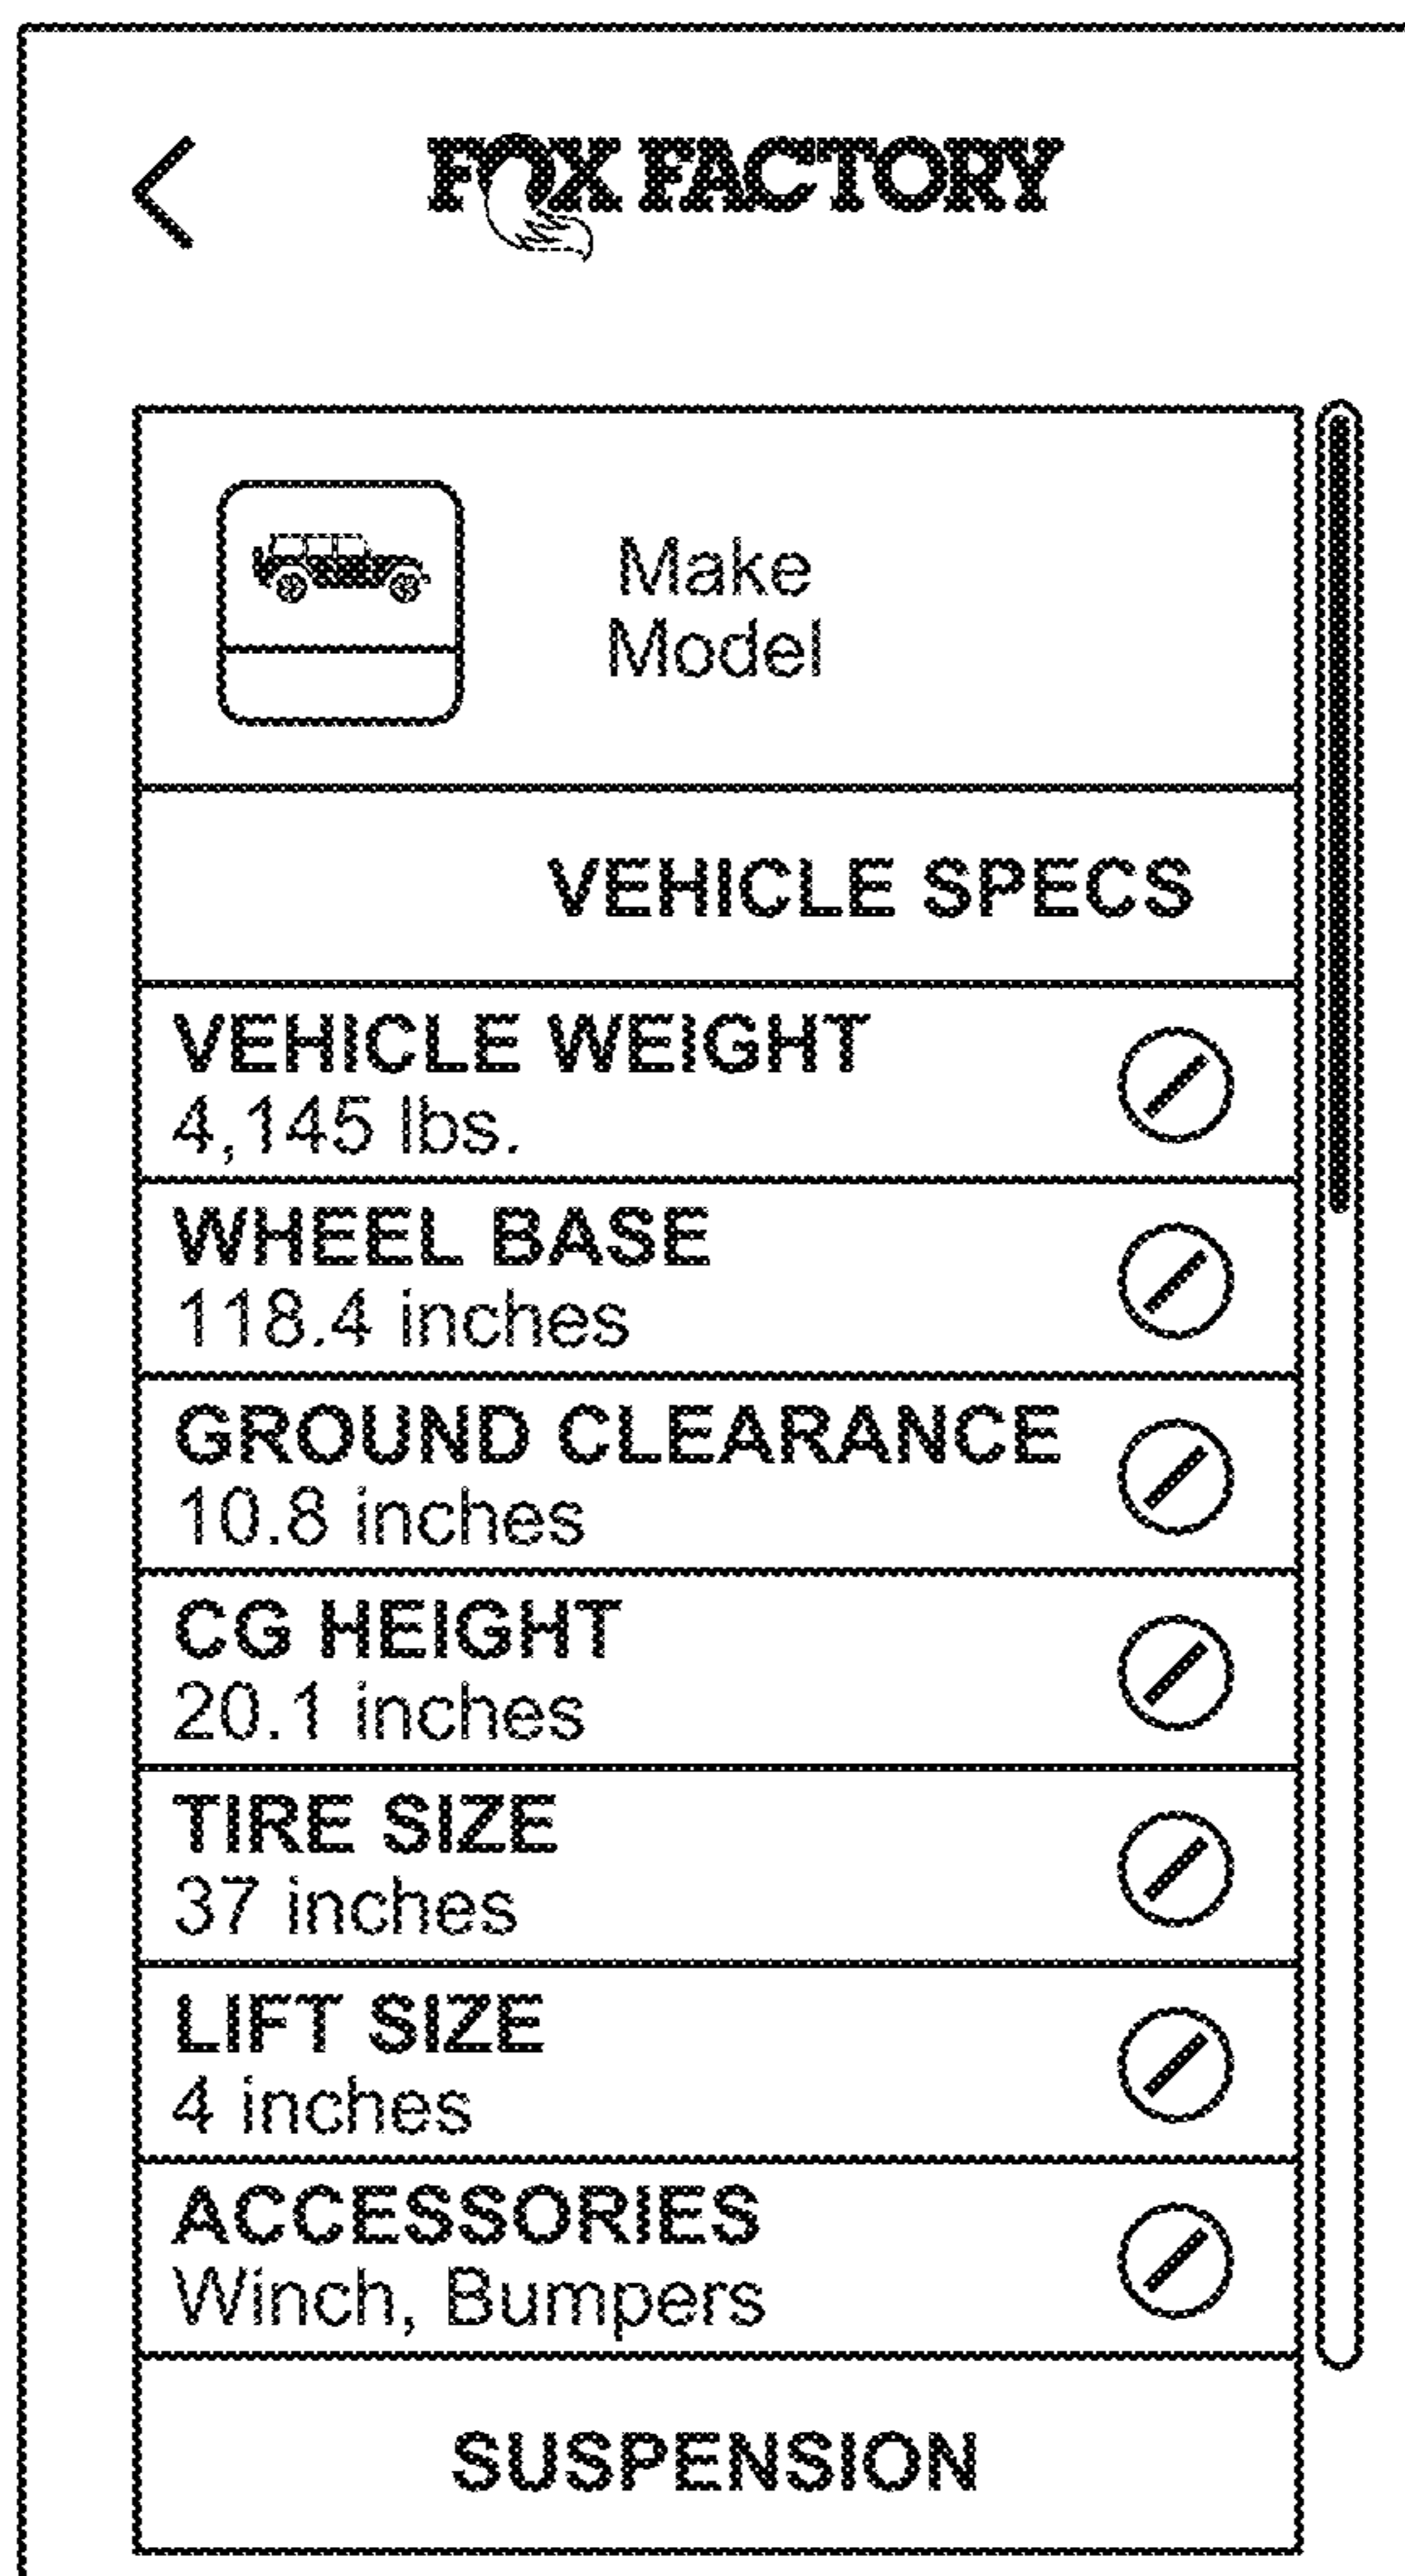 FOX FACTORY
Make
Model
VEHICLE SPECS
VEHICLE WEIGHT
4,145 lbs.
WHEEL BASE
118.4 inches
GROUND CLEARANCE
10.8 inches
CG HEIGHT
20.1 inches
TIRE SIZE
37 inches
LIFT SIZE
4 inches
ACCESSORIES
Winch, Bumpers
SUSPENSION